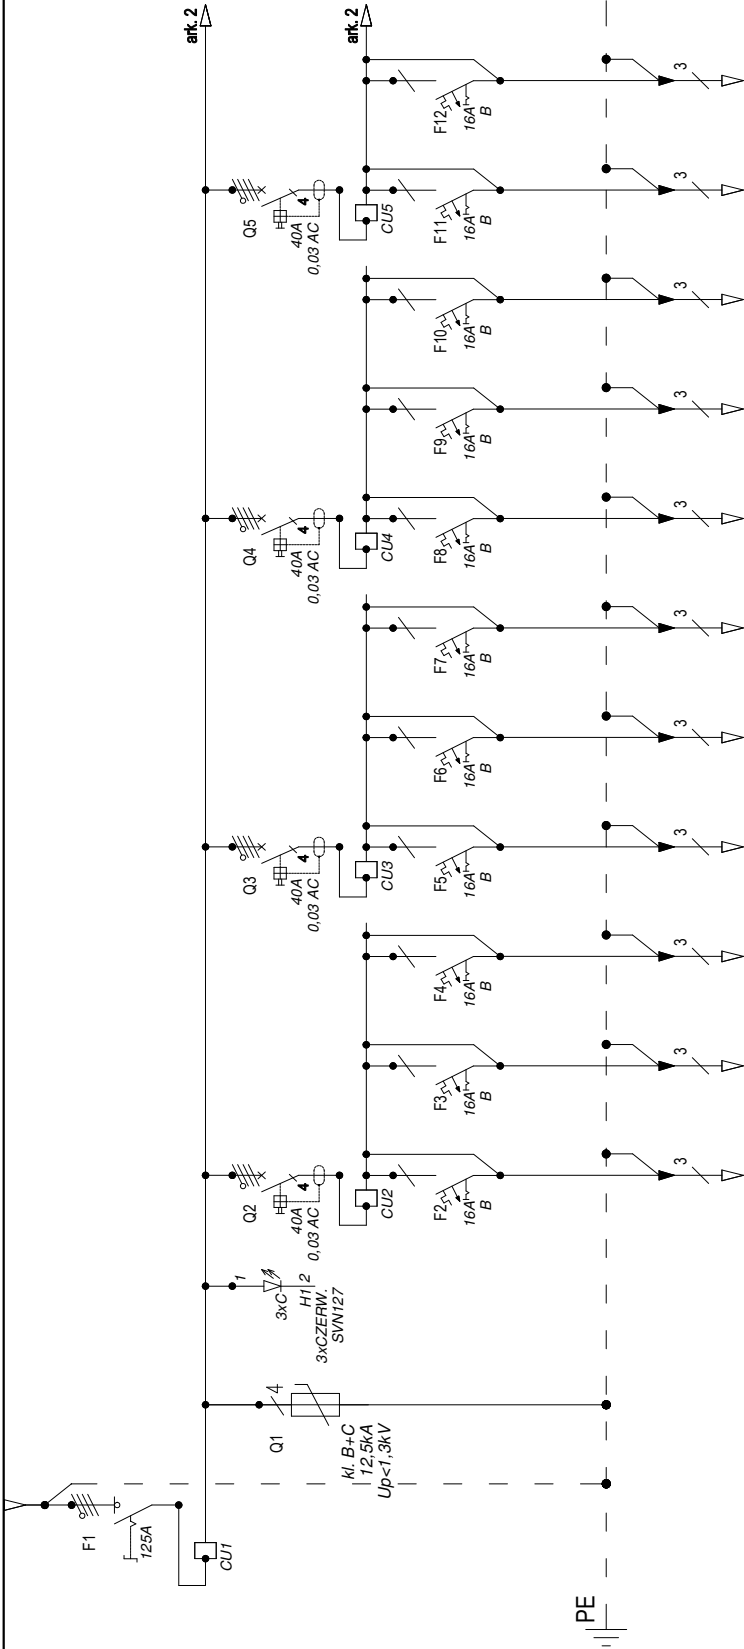 F1
125A
CU1
PE
Q1
4
kl. B+C
12,5kA
Up<1,3kV
1
3xC
H1 2
3xCZERW.
SVN127
Q2
4
40A
0,03 AC
CU2
F2
16A
B
3
F3
16A
B
3
F4
16A
B
3
Q3
4
40A
0,03 AC
CU3
F5
16A
B
3
F6
16A
B
3
F7
16A
B
3
Q4
4
40A
0,03 AC
CU4
F8
16A
B
3
F9
16A
B
3
F10
16A
B
3
Q5
4
40A
0,03 AC
CU5
F11
16A
B
3
F12
16A
B
3
ark. 2
ark. 2